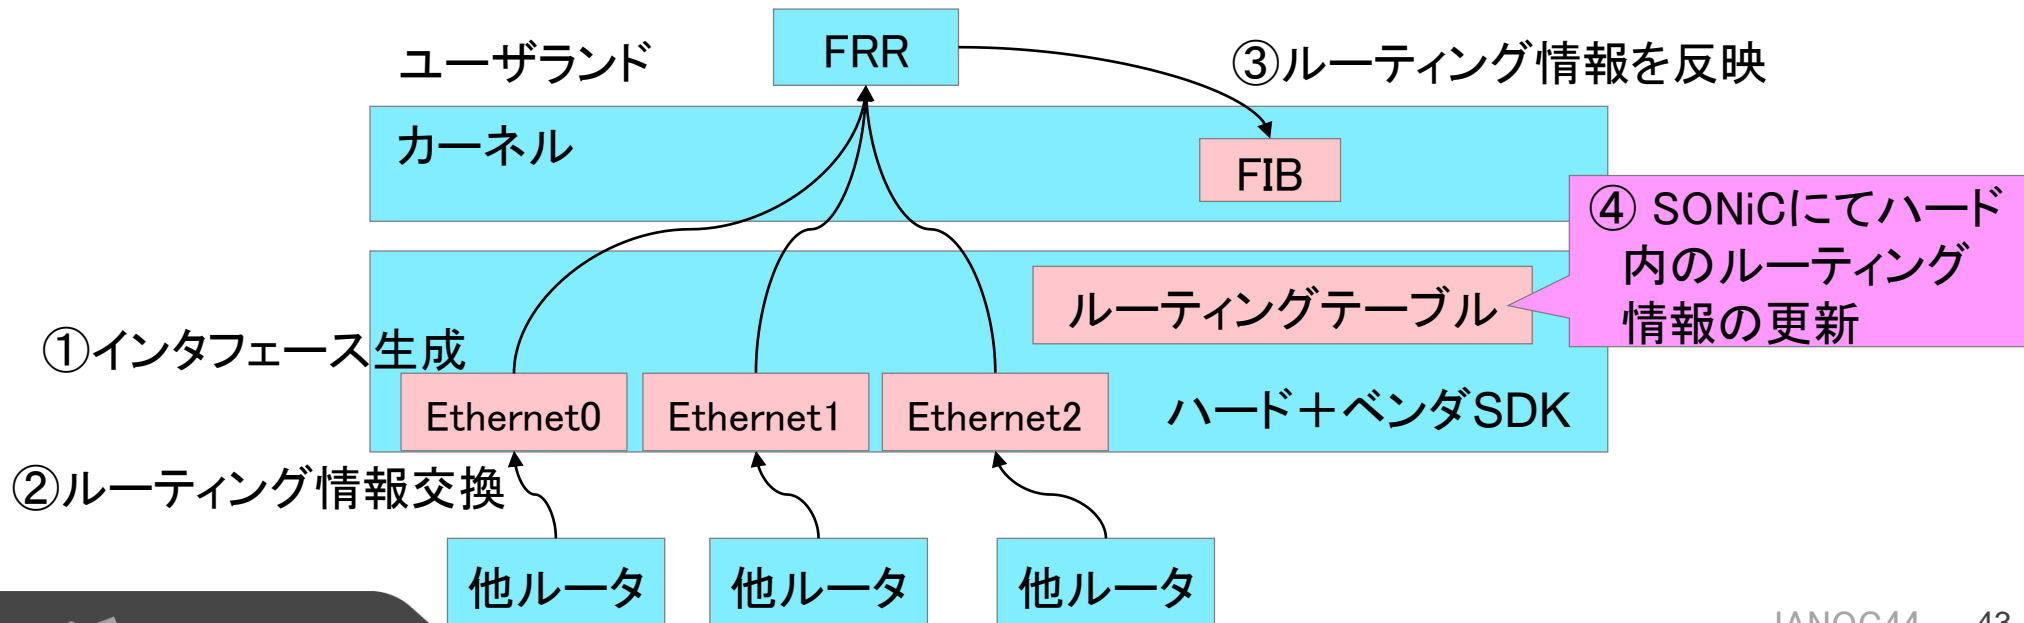 FRR
ユーザランド
③ルーティング情報を反映
カーネル
FIB
④ SONiCにてハード
内のルーティング
情報の更新
ルーティングテーブル
①インタフェース生成
Ethernet0
Ethernet1
Ethernet2
ハード＋ベンダSDK
②ルーティング情報交換
他ルータ
他ルータ
他ルータ
JANOG44
43